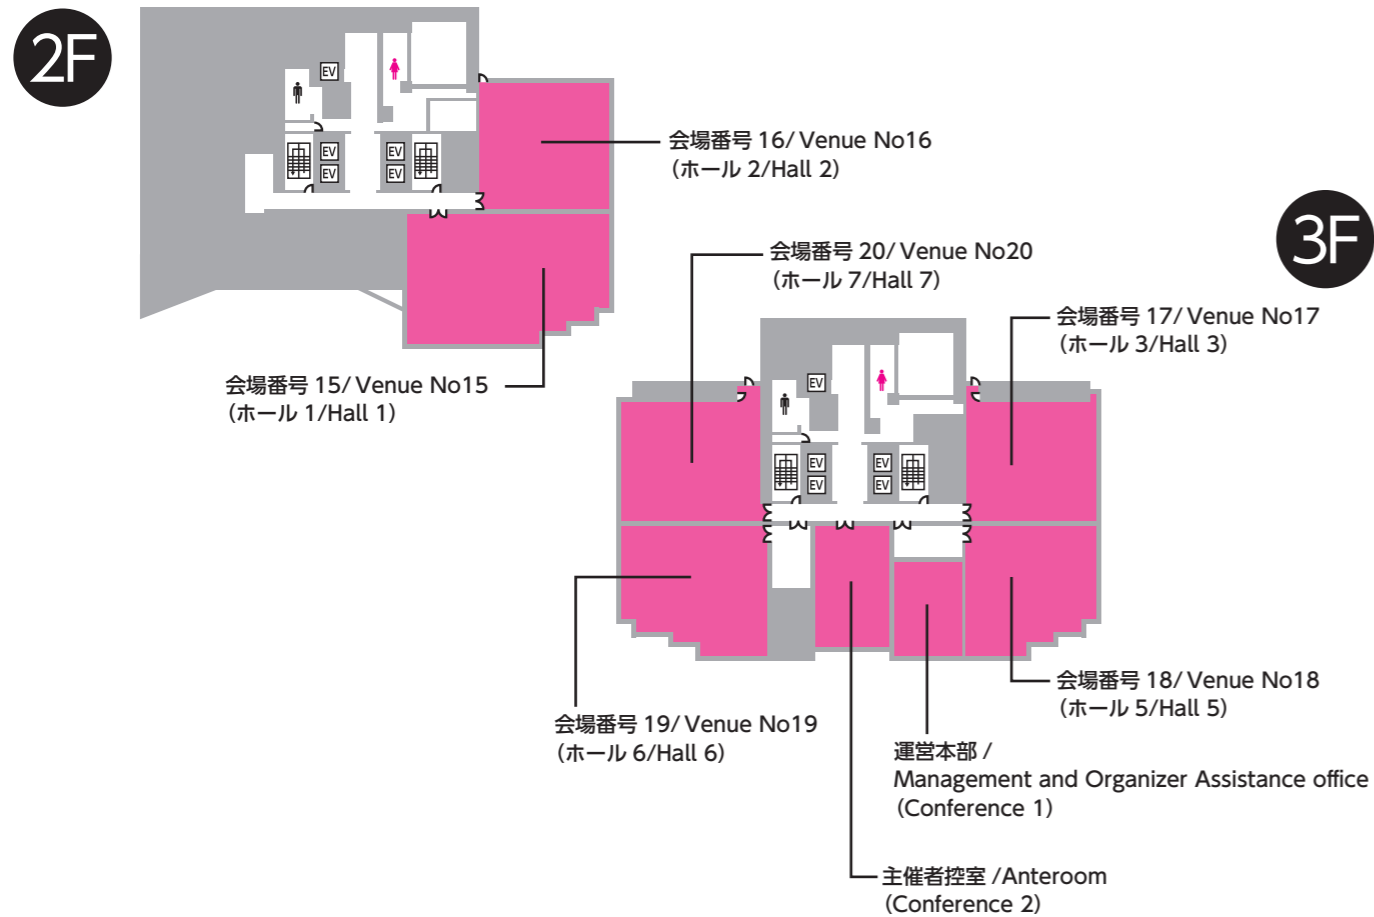 2F
EV
会場番号 16/ Venue No16
（ホール 2/Hall 2）
EV
EV
EV
EV
会場番号 15/ Venue No15
（ホール 1/Hall 1）
3F
会場番号 20/ Venue No20
（ホール 7/Hall 7）
会場番号 17/ Venue No17
（ホール 3/Hall 3）
EV
EV
EV
EV
EV
会場番号 18/ Venue No18
（ホール 5/Hall 5）
会場番号 19/ Venue No19
（ホール 6/Hall 6）
運営本部 /
Management and Organizer Assistance office
（Conference 1）
主催者控室 /Anteroom
（Conference 2）